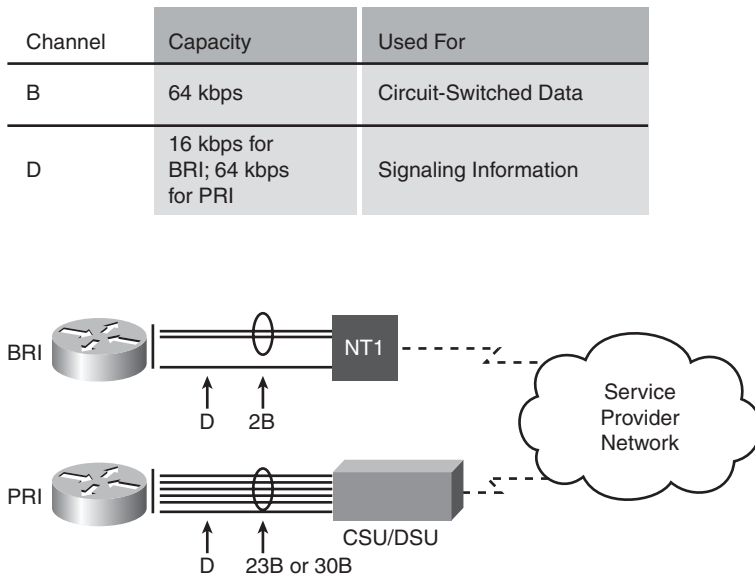 Channel Capacity Used For
B 64 kbps Circuit-Switched Data
D 16 kbps for BRI; 64 kbps for PRI Signaling Information
BRI
NT1
D 2B
Service
Provider
Network
PRI
CSU/DSU
D 23B or 30B